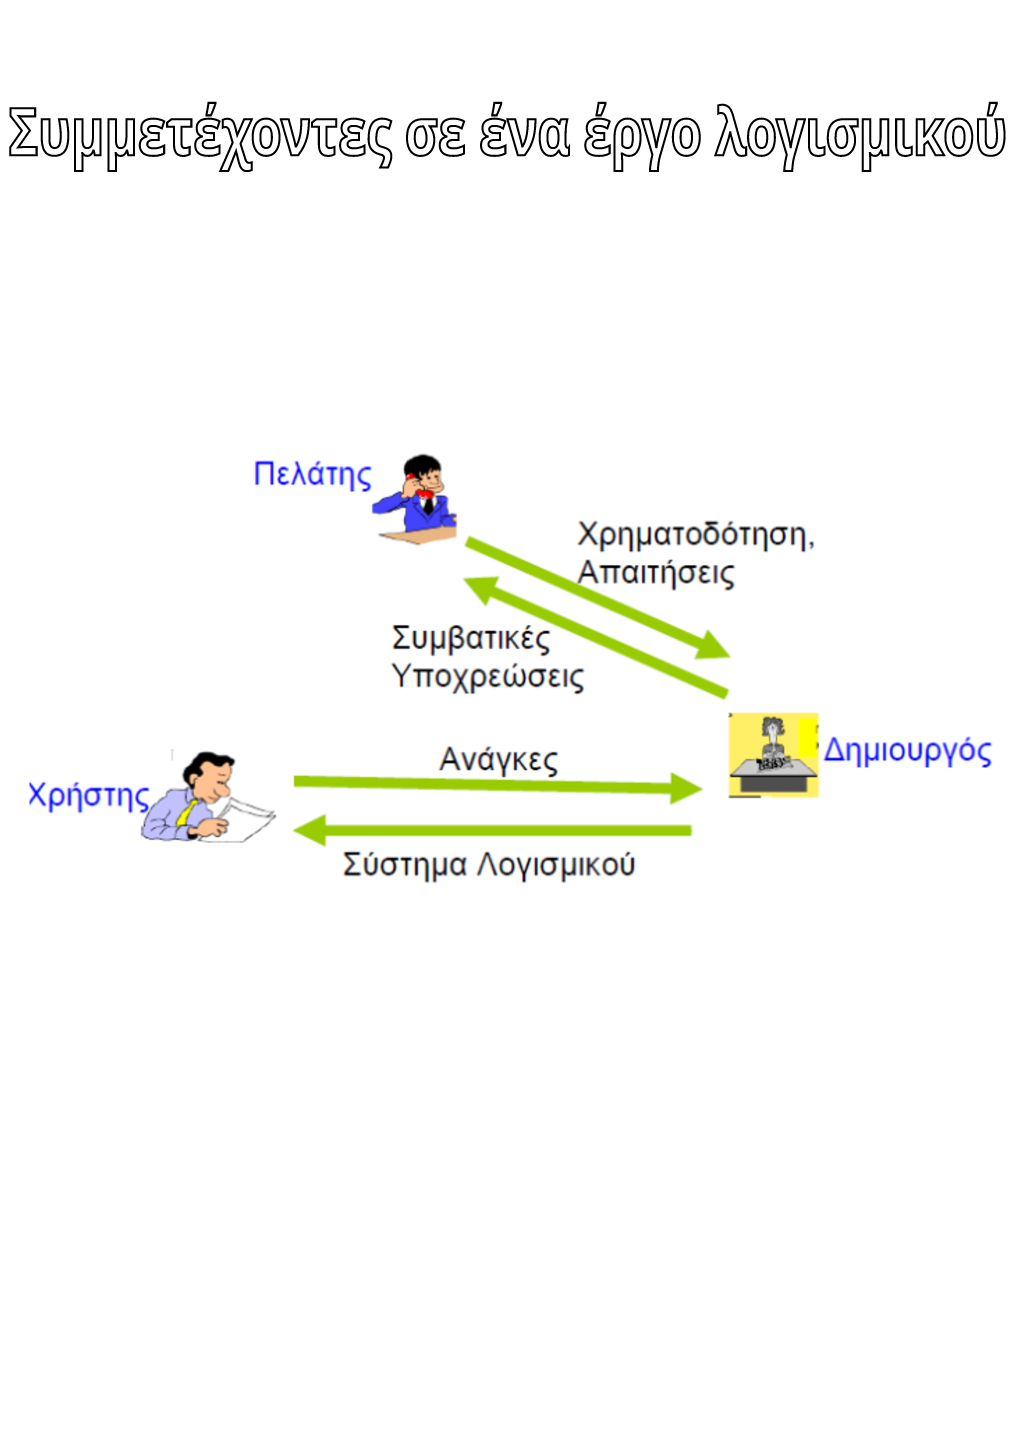 Συμμετέχοντες σε ένα έργο λογισμικού
Πελάτης
Χρηματοδότηση,
Απαιτήσεις
Συμβατικές
Υποχρεώσεις
Δημιουργός
Ανάγκες
Χρήστης
Σύστημα Λογισμικού